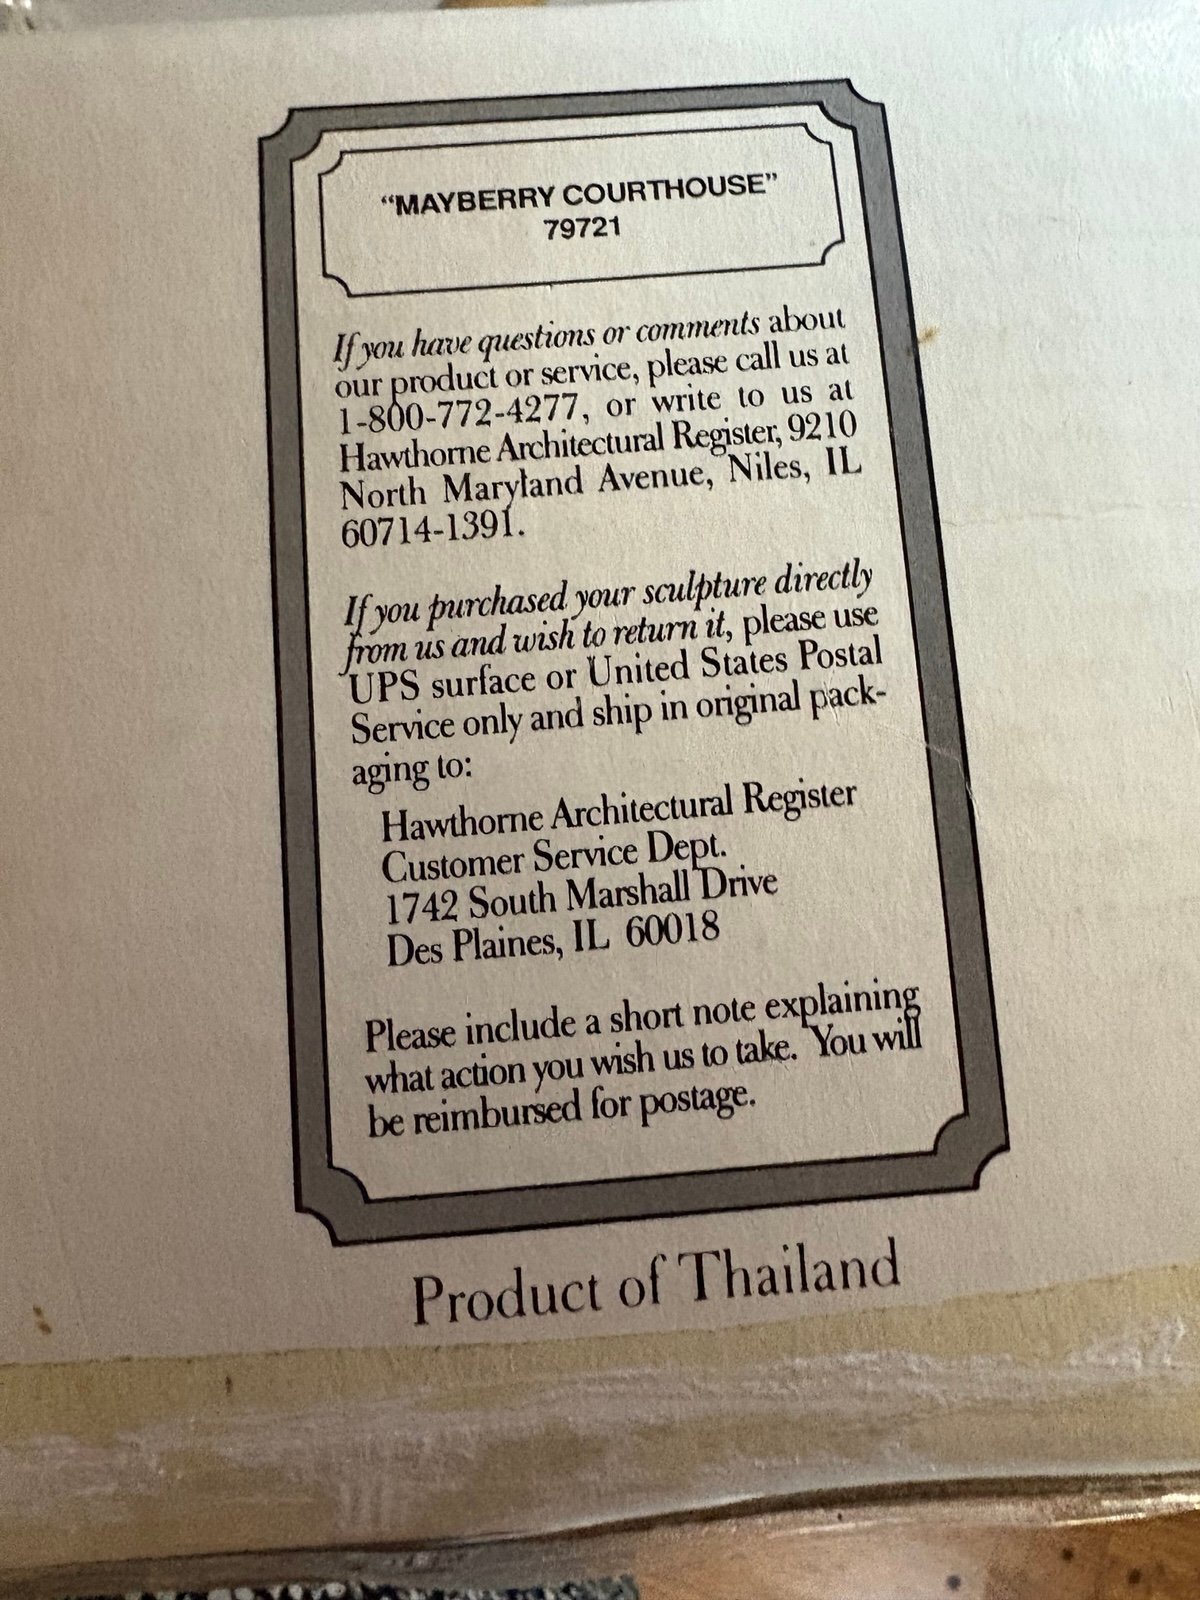 “MAYBERRY COURTHOUSE”
79721
If you have questions or comments about
our product or service, please call us at
1-800-772-4277, or write to us at
Hawthorne Architectural Register, 9210
North Maryland Avenue, Niles, IL
60714-1391.
If you purchased your sculpture directly
from us and wish to return it, please use
UPS surface or United States Postal
Service only and ship in original pack-
aging to:
Hawthorne Architectural Register
Customer Service Dept.
1742 South Marshall Drive
Des Plaines, IL 60018
Please include a short note explaining
what action you wish us to take. You will
be reimbursed for postage.
Product of Thailand